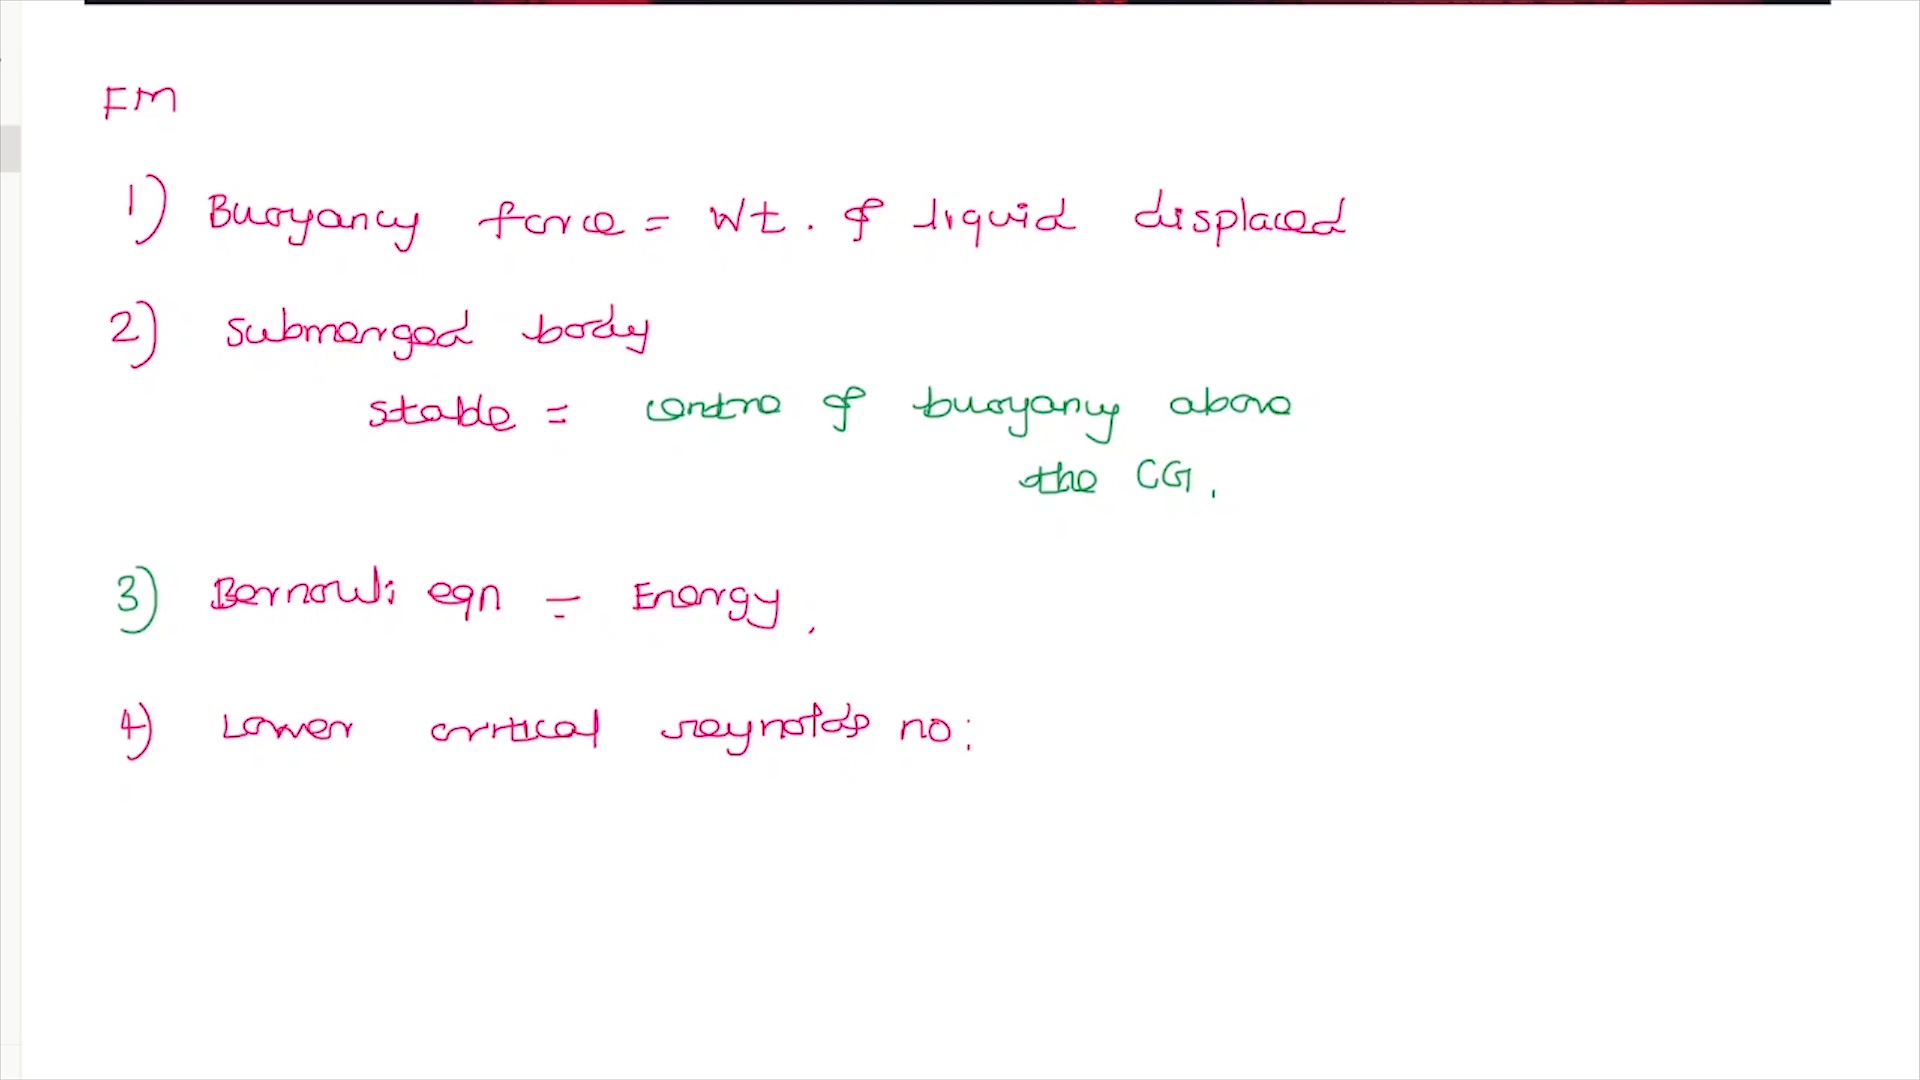 FM
1) Buoyancy force = Wt. of liquid displaced
2) Submerged body
stable = centre of buoyancy above
the CG.
3) Bernouli eqn = Energy.
4) Lower critical reynolds no: